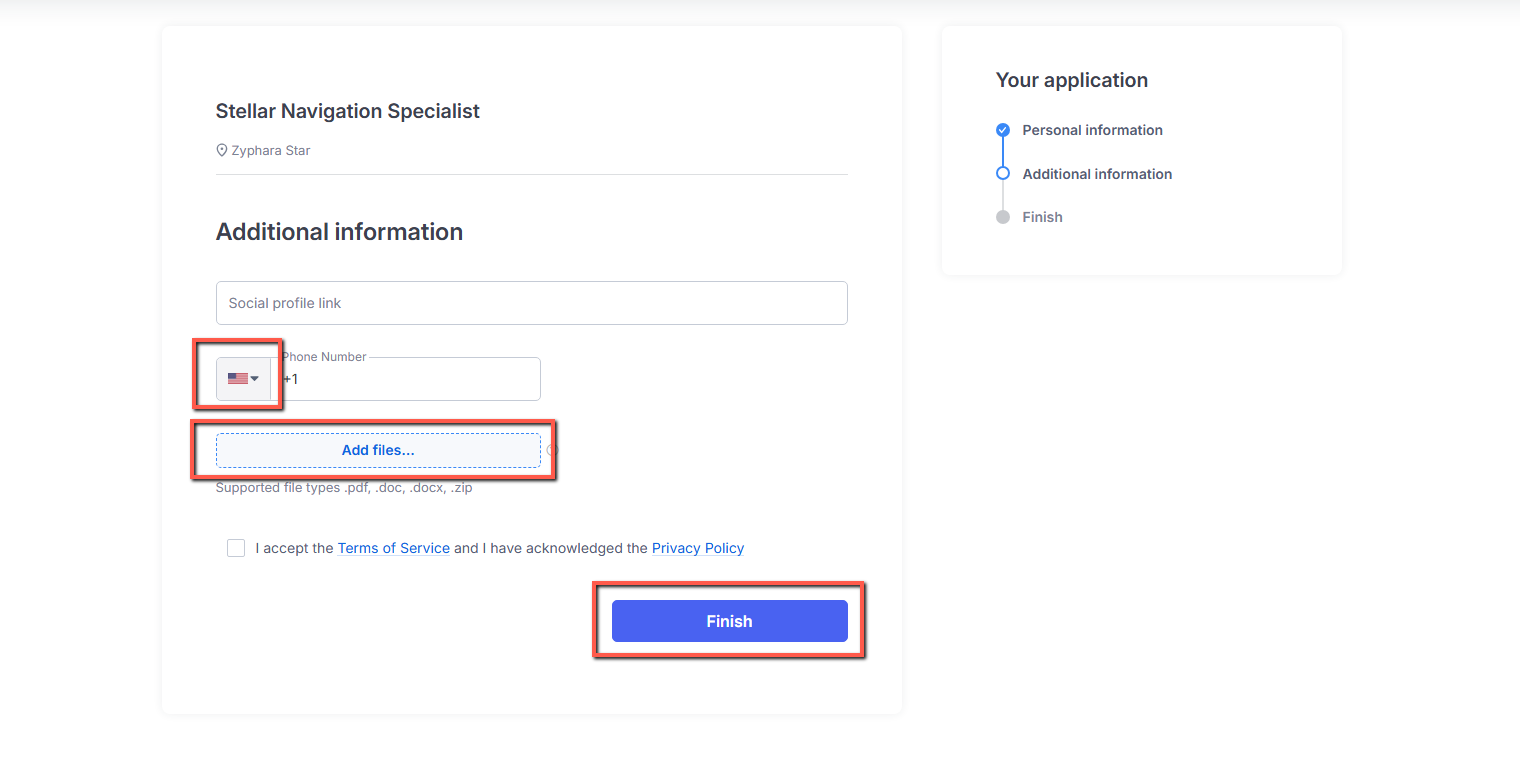 Stellar Navigation Specialist
Zyphara Star
Additional information
Social profile link
Phone Number
+1
Add files...
Supported file types .pdf, .doc, .docx, .zip
I accept the Terms of Service and I have acknowledged the Privacy Policy
Finish
Your application
Personal information
Additional information
Finish